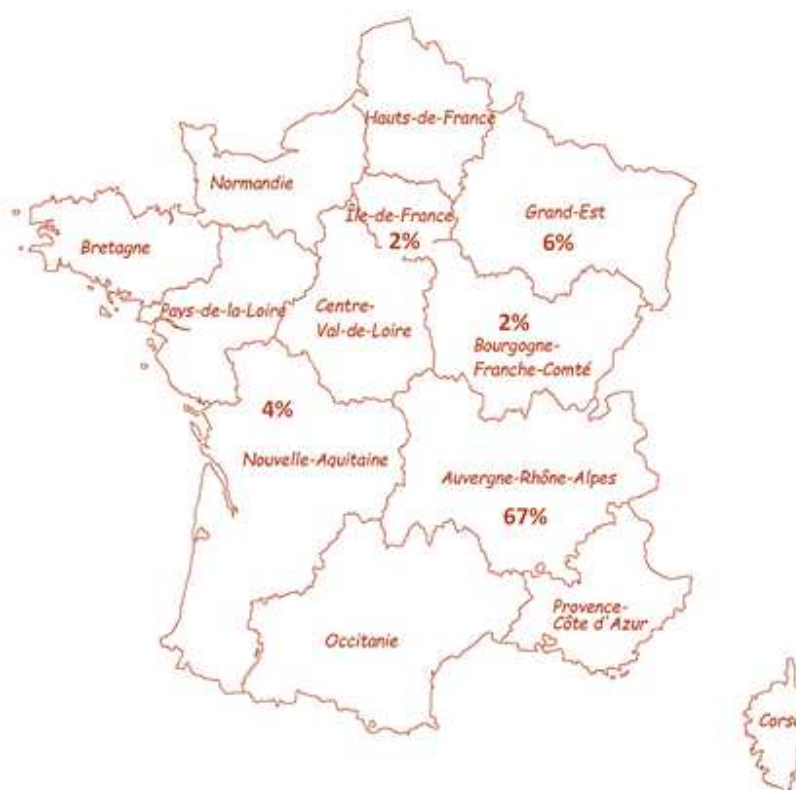 Hauts-de-France
Normandie
Île-de-France
2%
Grand-Est
6%
Bretagne
Pays-de-la-Loire
Centre-
Val-de-Loire
2%
Bourgogne-
Franche-Comté
4%
Nouvelle-Aquitaine
Auvergne-Rhône-Alpes
67%
Provence-
Côte d'Azur
Occitanie
Corse